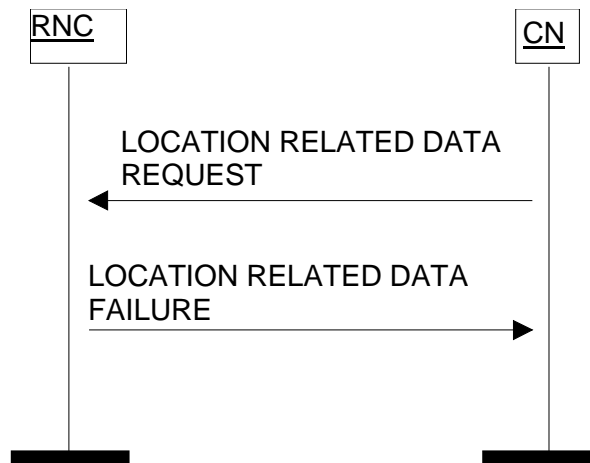 RNC
CN
LOCATION RELATED DATA
REQUEST
LOCATION RELATED DATA
FAILURE